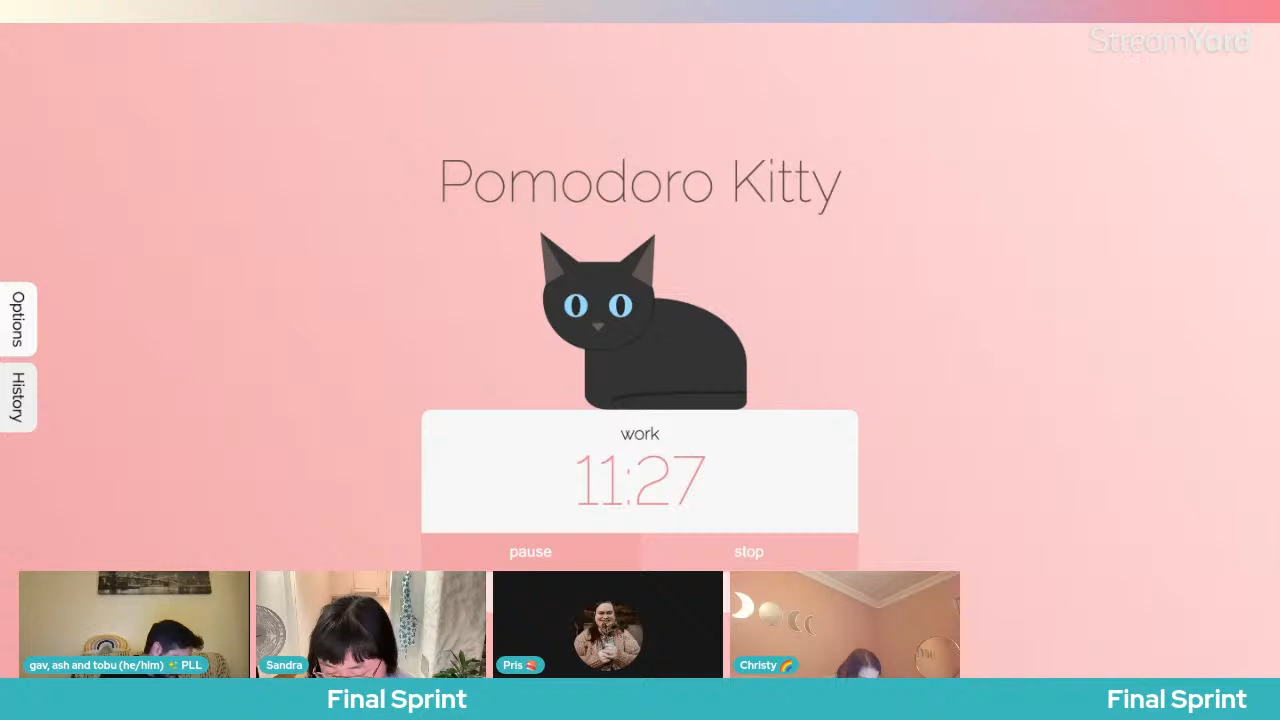 StreamYard
Pomodoro Kitty
Options
History
work
11:27
pause
stop
gav, ash and tobu (he/him) ✨ PLL
Sandra
Pris
Christy 🌈
Final Sprint
Final Sprint